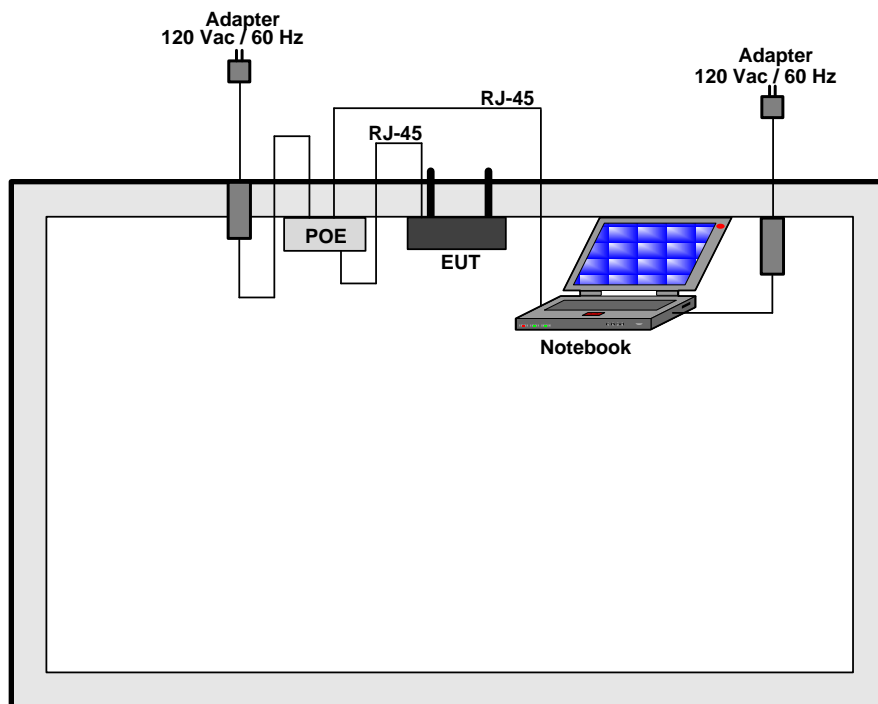 Adapter
120 Vac / 60 Hz
Adapter
120 Vac / 60 Hz
RJ-45
RJ-45
POE
EUT
Notebook